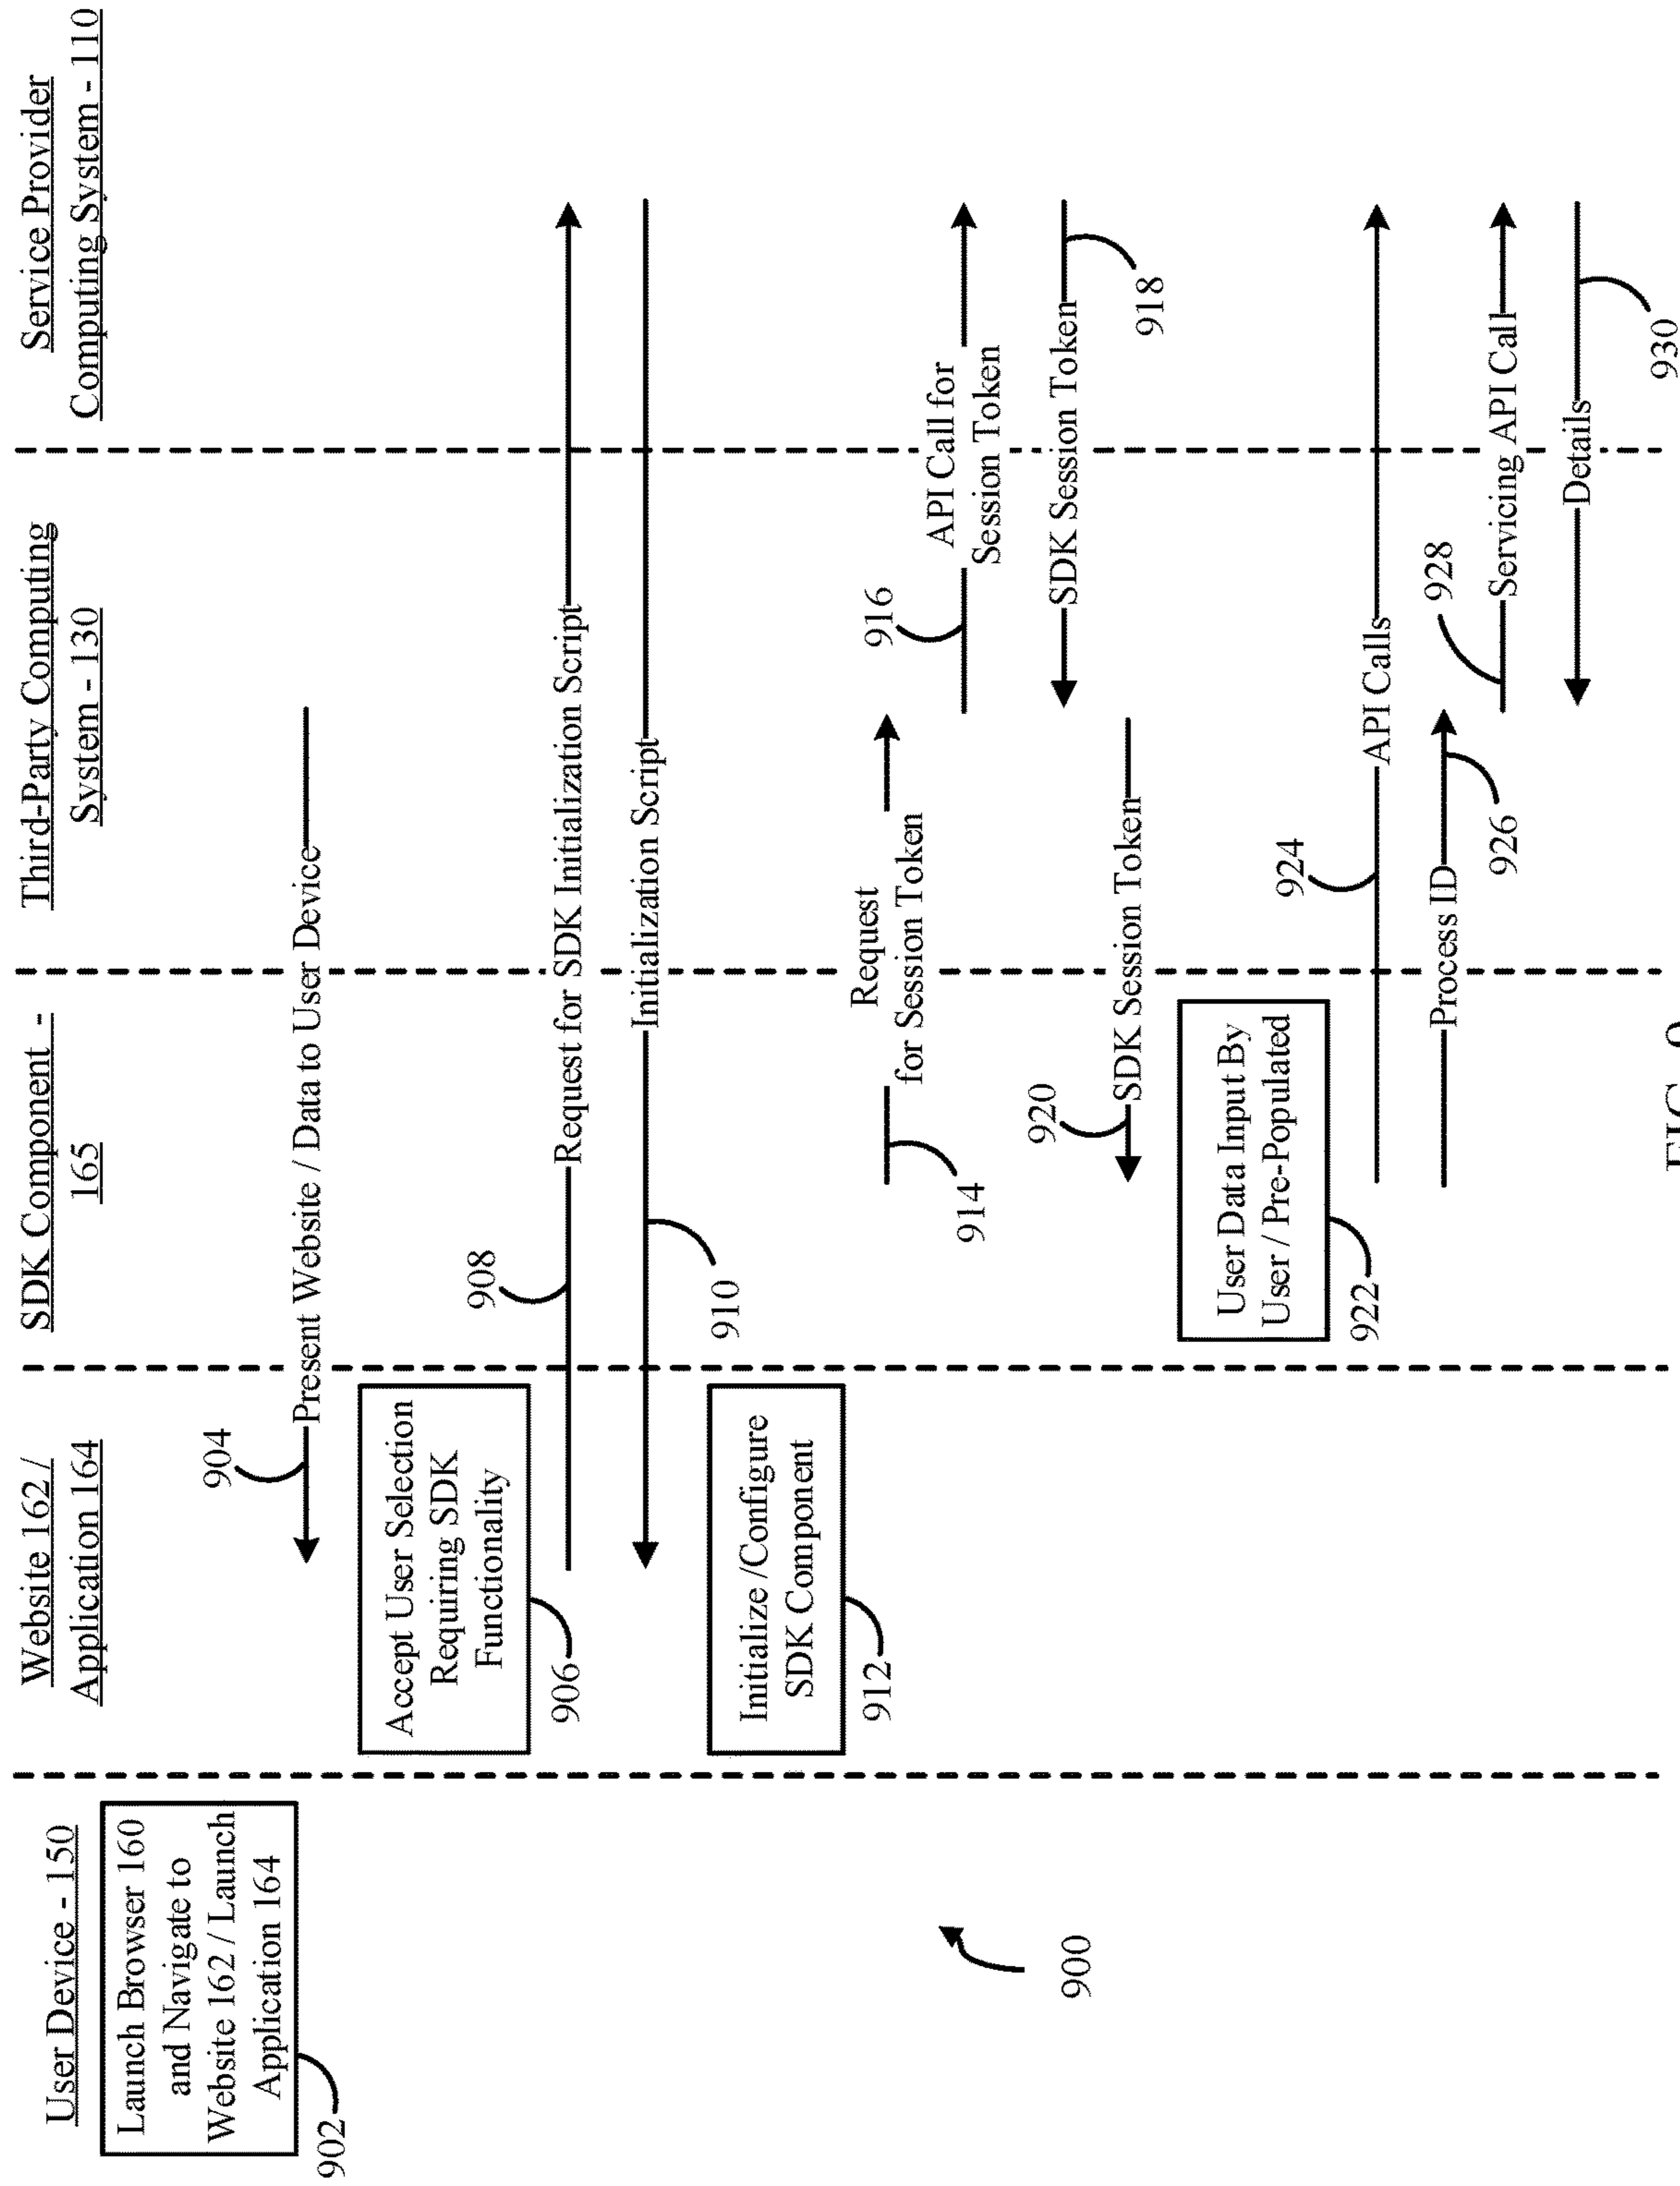 User Device - 150
Website 162 /
Application 164
SDK Component -
165
Third-Party Computing
System - 130
Service Provider
Computing System - 110
Launch Browser 160
and Navigate to
Website 162 / Launch
Application 164
902
904
Present Website / Data to User Device
Accept User Selection
Requiring SDK
Functionality
906
908
Request for SDK Initialization Script
Initialization Script
910
Initialize /Configure
SDK Component
912
Request
for Session Token
914
916
API Call for
Session Token
SDK Session Token
918
920
SDK Session Token
User Data Input By
User / Pre-Populated
922
924
API Calls
Process ID
926
928
Servicing API Call
Details
930
900